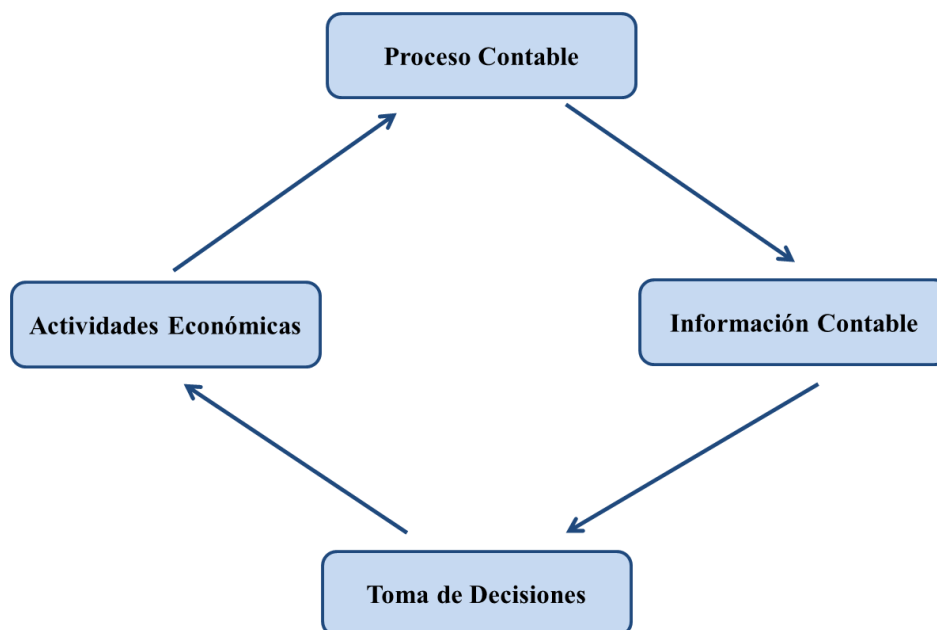 Proceso Contable
Actividades Económicas
Información Contable
Toma de Decisiones